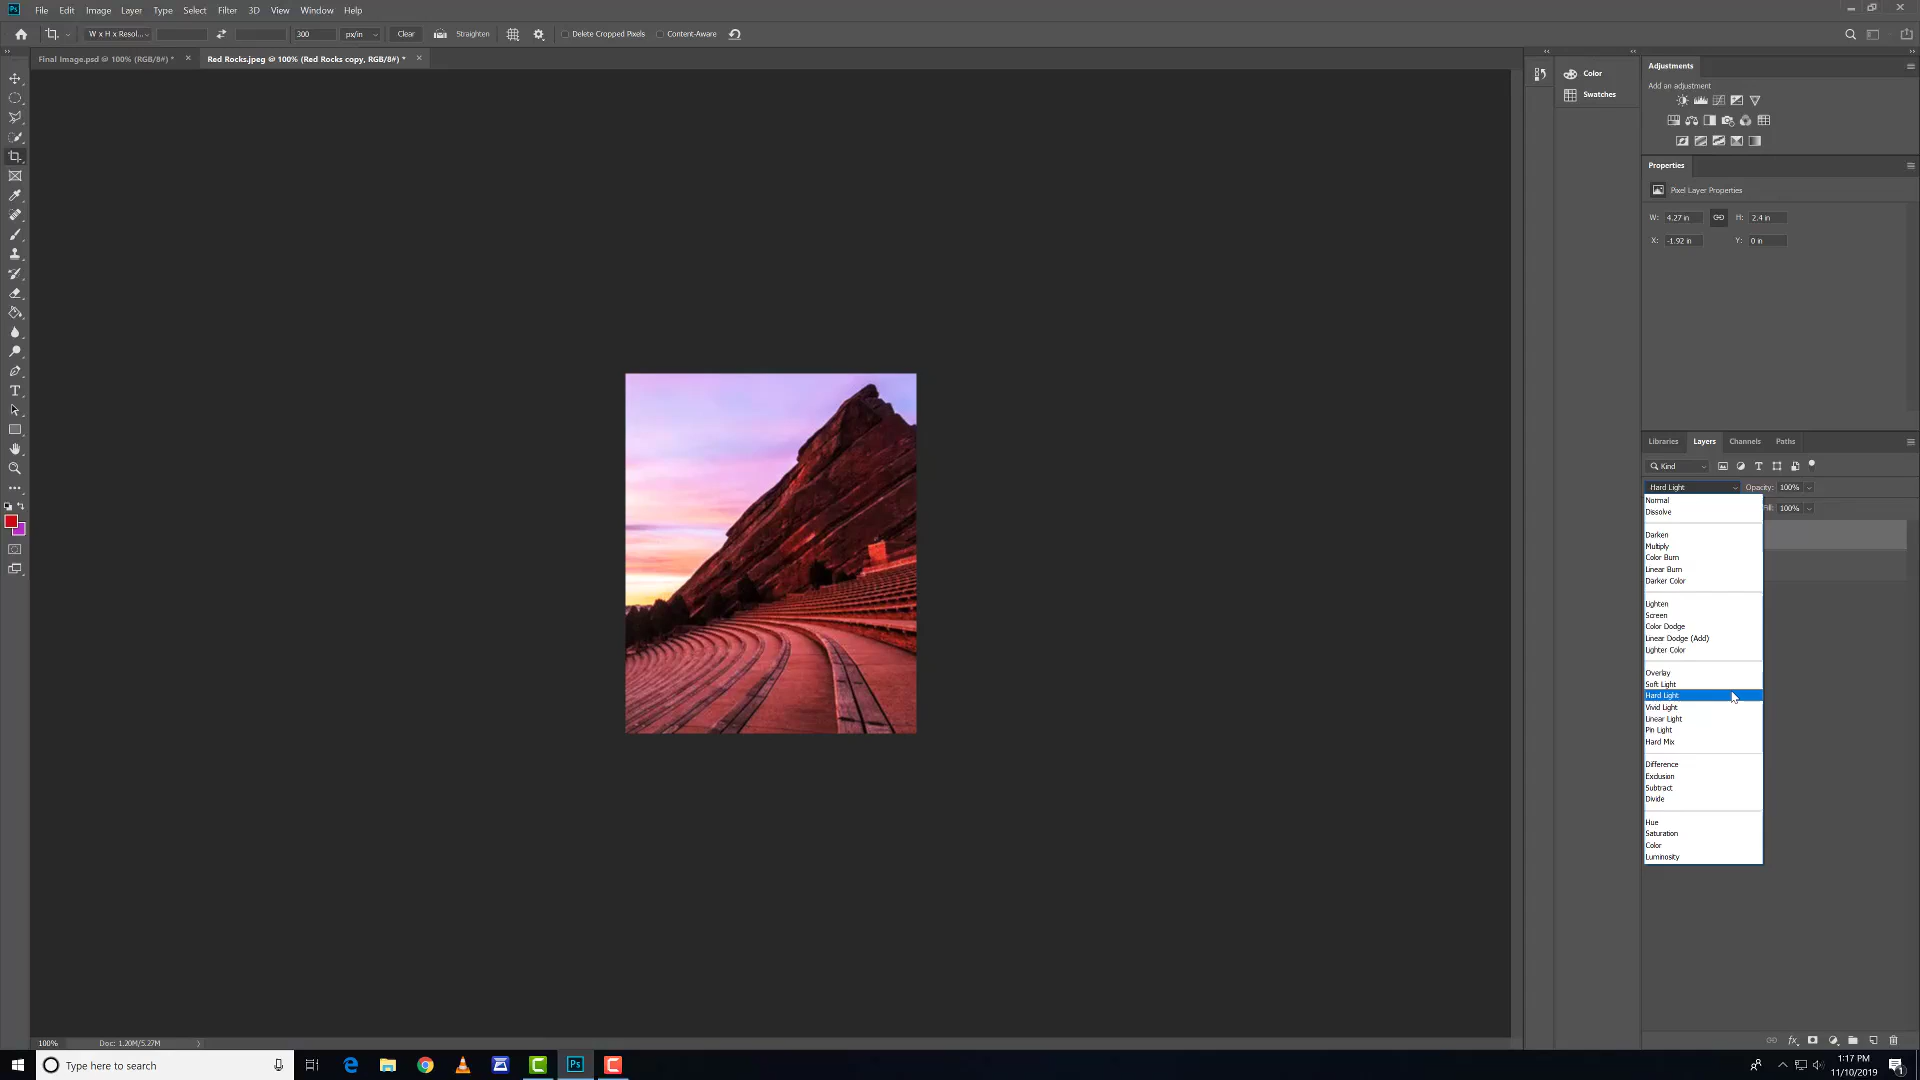 Ps File Edit Image Layer Type Select Filter 3D View Window Help
W x H x Resol... 300 px/in Clear Straighten Delete Cropped Pixels Content-Aware
Final Image.psd @ 100% (RGB/8#) * × Red Rocks.jpeg @ 100% (Red Rocks copy, RGB/8#) * ×
Color
Swatches
Adjustments
Add an adjustment
Properties
Pixel Layer Properties
W: 4.27 in H: 2.4 in
X: -1.92 in Y: 0 in
Libraries Layers Channels Paths
Kind
Hard Light Opacity: 100%
Fill: 100%
Normal
Dissolve
Darken
Multiply
Color Burn
Linear Burn
Darker Color
Lighten
Screen
Color Dodge
Linear Dodge (Add)
Lighter Color
Overlay
Soft Light
Hard Light
Vivid Light
Linear Light
Pin Light
Hard Mix
Difference
Exclusion
Subtract
Divide
Hue
Saturation
Color
Luminosity
100% Doc: 1.20M/5.27M
Type here to search
Ps
1:17 PM
11/10/2019